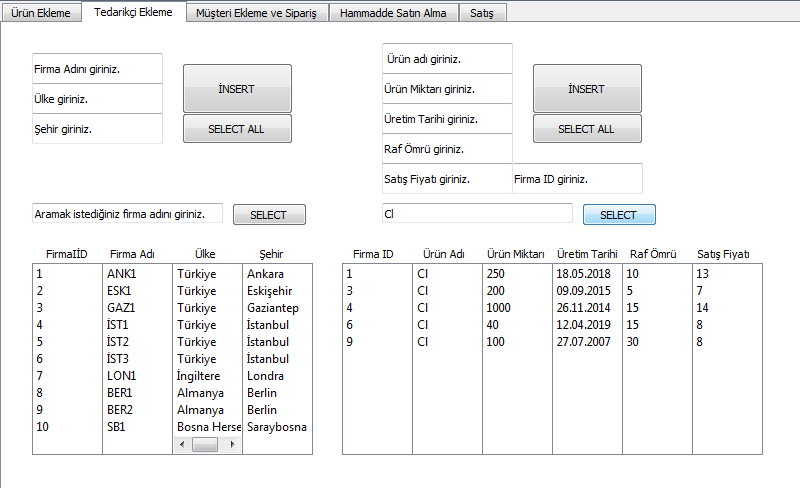 Ürün Ekleme Tedarikçi Ekleme Müşteri Ekleme ve Sipariş Hammadde Satın Alma Satış
Firma Adını giriniz.
Ülke giriniz.
Şehir giriniz.
İNSERT
SELECT ALL
Ürün adı giriniz.
Ürün Miktarı giriniz.
Üretim Tarihi giriniz.
Raf Ömrü giriniz.
Satış Fiyatı giriniz. Firma ID giriniz.
İNSERT
SELECT ALL
Aramak istediğiniz firma adını giriniz. SELECT
Cl SELECT
FirmaIİD Firma Adı Ülke Şehir
1 ANK1 Türkiye Ankara
2 ESK1 Türkiye Eskişehir
3 GAZ1 Türkiye Gaziantep
4 İST1 Türkiye İstanbul
5 İST2 Türkiye İstanbul
6 İST3 Türkiye İstanbul
7 LON1 İngiltere Londra
8 BER1 Almanya Berlin
9 BER2 Almanya Berlin
10 SB1 Bosna Herse Saraybosna
Firma ID Ürün Adı Ürün Miktarı Üretim Tarihi Raf Ömrü Satış Fiyatı
1 Cl 250 18.05.2018 10 13
3 Cl 200 09.09.2015 5 7
4 Cl 1000 26.11.2014 15 14
6 Cl 40 12.04.2019 15 8
9 Cl 100 27.07.2007 30 8